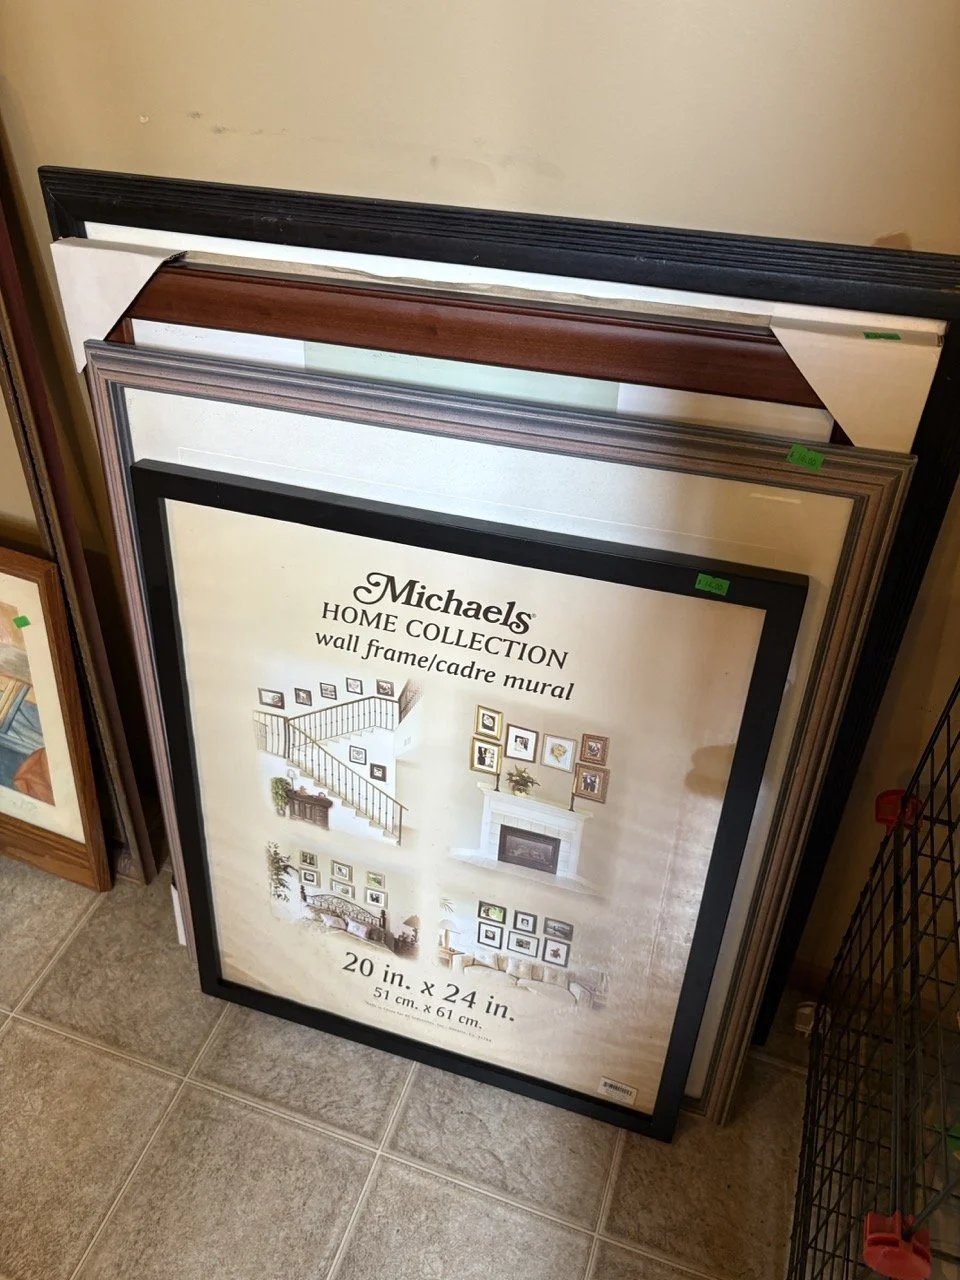 Michaels
HOME COLLECTION
wall frame/cadre mural
20 in. x 24 in.
51 cm. x 61 cm.